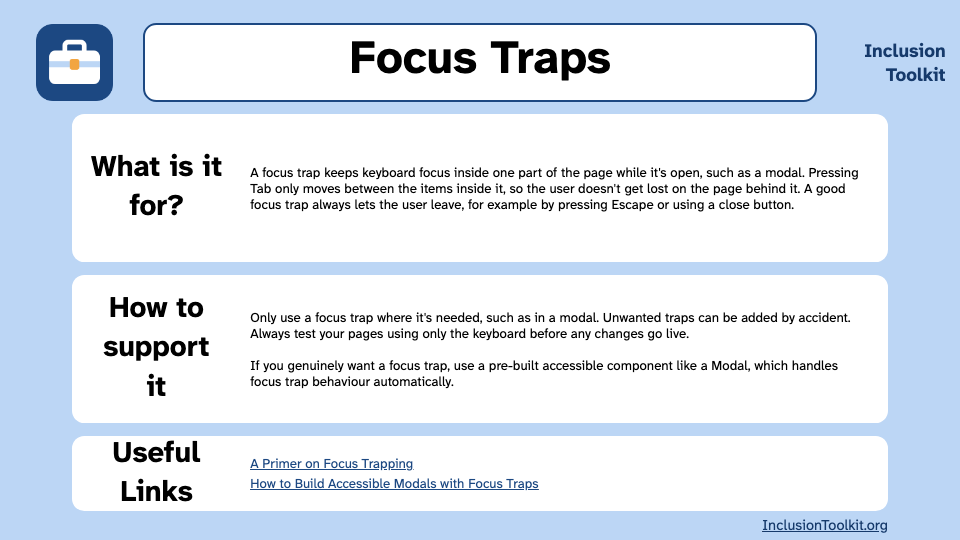 Focus Traps
Inclusion
Toolkit
What is it
for?
A focus trap keeps keyboard focus inside one part of the page while it's open, such as a modal. Pressing
Tab only moves between the items inside it, so the user doesn't get lost on the page behind it. A good
focus trap always lets the user leave, for example by pressing Escape or using a close button.
How to
support
it
Only use a focus trap where it's needed, such as in a modal. Unwanted traps can be added by accident.
Always test your pages using only the keyboard before any changes go live.
If you genuinely want a focus trap, use a pre-built accessible component like a Modal, which handles
focus trap behaviour automatically.
Useful
Links
A Primer on Focus Trapping
How to Build Accessible Modals with Focus Traps
InclusionToolkit.org